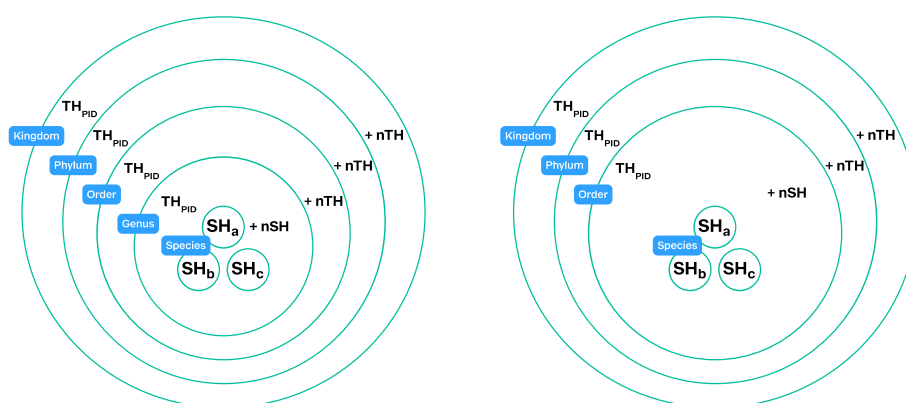 TH_PID
Kingdom
TH_PID
+ nTH
Phylum
TH_PID
+ nTH
Order
TH_PID
+ nTH
Genus
SH_a
+ nSH
Species
SH_b
SH_c
TH_PID
Kingdom
TH_PID
+ nTH
Phylum
TH_PID
+ nTH
Order
+ nSH
SH_a
Species
SH_b
SH_c